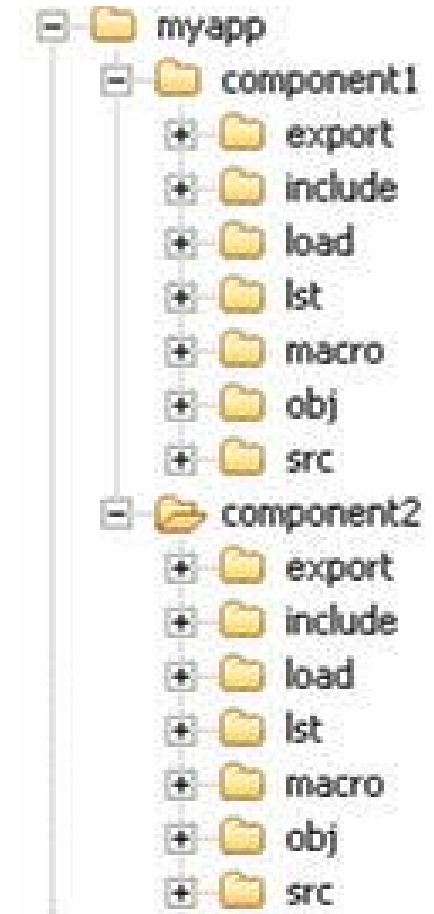 myapp
component1
export
include
load
lst
macro
obj
src
component2
export
include
load
lst
macro
obj
src